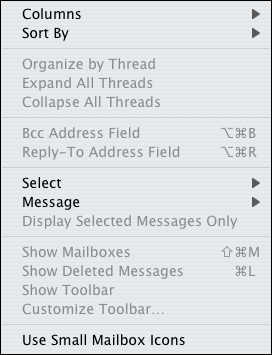 Columns ▶
Sort By ▶
Organize by Thread
Expand All Threads
Collapse All Threads
Bcc Address Field ⌥⌘B
Reply-To Address Field ⌥⌘R
Select ▶
Message ▶
Display Selected Messages Only
Show Mailboxes ⇧⌘M
Show Deleted Messages ⌘L
Show Toolbar
Customize Toolbar...
Use Small Mailbox Icons